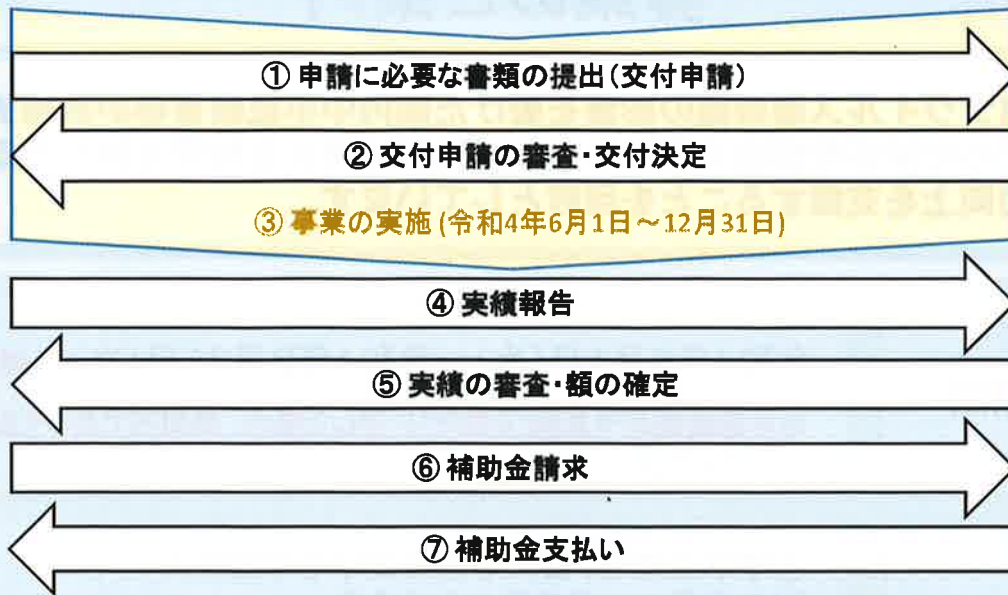 ① 申請に必要な書類の提出(交付申請)
② 交付申請の審査・交付決定
③ 事業の実施 (令和4年6月1日～12月31日)
④ 実績報告
⑤ 実績の審査・額の確定
⑥ 補助金請求
⑦ 補助金支払い